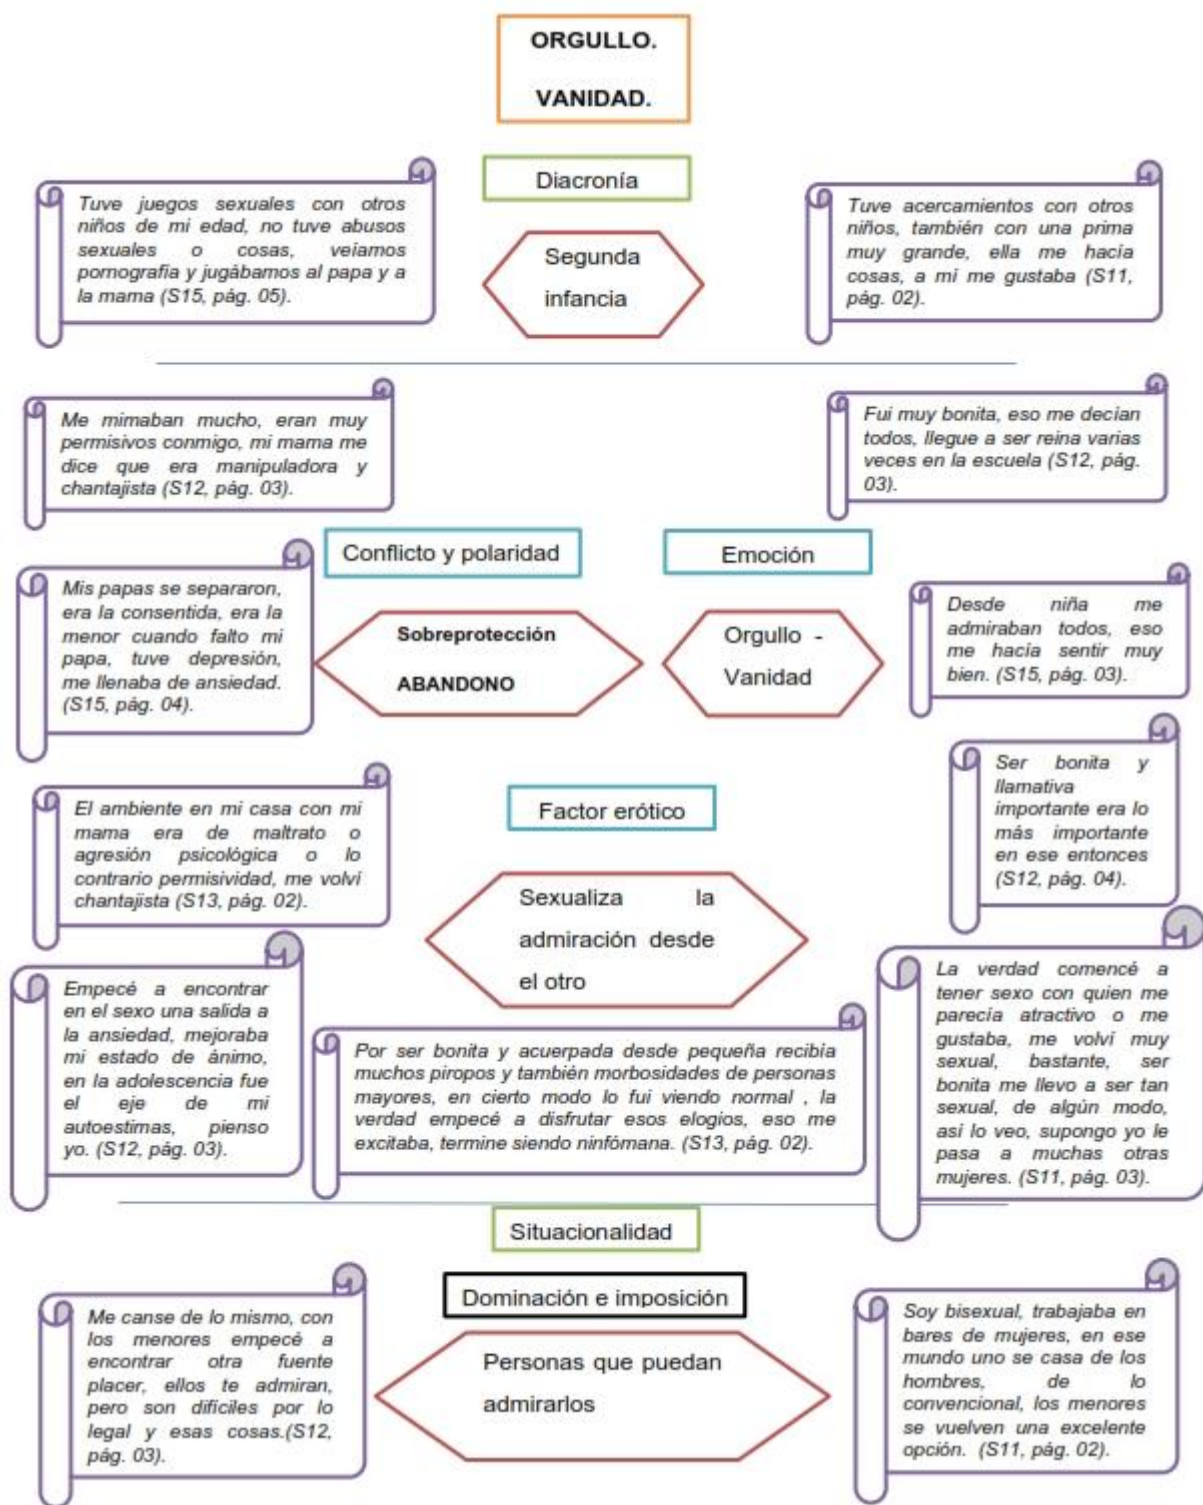 ORGULLO.
VANIDAD.
Diacronía
Tuve juegos sexuales con otros
niños de mi edad, no tuve abusos
sexuales o cosas, veíamos
pornografía y jugábamos al papa y a
la mama (S15, pág. 05).
Segunda
infancia
Tuve acercamientos con otros
niños, también con una prima
muy grande, ella me hacía
cosas, a mí me gustaba (S11,
pág. 02).
Me mimaban mucho, eran muy
permisivos conmigo, mi mama me
dice que era manipuladora y
chantajista (S12, pág. 03).
Fui muy bonita, eso me decían
todos, llegue a ser reina varias
veces en la escuela (S12, pág.
03).
Conflicto y polaridad
Emoción
Mis papas se separaron,
era la consentida, era la
menor cuando falto mi
papa, tuve depresión,
me llenaba de ansiedad.
(S15, pág. 04).
Sobreprotección
ABANDONO
Orgullo -
Vanidad
Desde niña me
admiraban todos, eso
me hacía sentir muy
bien. (S15, pág. 03).
Ser bonita y
llamativa
importante era lo
más importante
en ese entonces
(S12, pág. 04).
El ambiente en mi casa con mi
mama era de maltrato o
agresión psicológica o lo
contrario permisividad, me volví
chantajista (S13, pág. 02).
Factor erótico
Sexualiza la
admiración desde
el otro
Empecé a encontrar
en el sexo una salida a
la ansiedad, mejoraba
mi estado de ánimo,
en la adolescencia fue
el eje de mi
autoestimas, pienso
yo. (S12, pág. 03).
Por ser bonita y acuerpada desde pequeña recibía
muchos piropos y también morbosidades de personas
mayores, en cierto modo lo fui viendo normal , la
verdad empecé a disfrutar esos elogios, eso me
excitaba, termine siendo ninfómana. (S13, pág. 02).
La verdad comencé a
tener sexo con quien me
parecía atractivo o me
gustaba, me volví muy
sexual, bastante, ser
bonita me llevo a ser tan
sexual, de algún modo,
así lo veo, supongo yo le
pasa a muchas otras
mujeres. (S11, pág. 03).
Situacionalidad
Dominación e imposición
Me canse de lo mismo, con
los menores empecé a
encontrar otra fuente
placer, ellos te admiran,
pero son difíciles por lo
legal y esas cosas.(S12,
pág. 03).
Personas que puedan
admirarlos
Soy bisexual, trabajaba en
bares de mujeres, en ese
mundo uno se casa de los
hombres, de lo
convencional, los menores
se vuelven una excelente
opción. (S11, pág. 02).